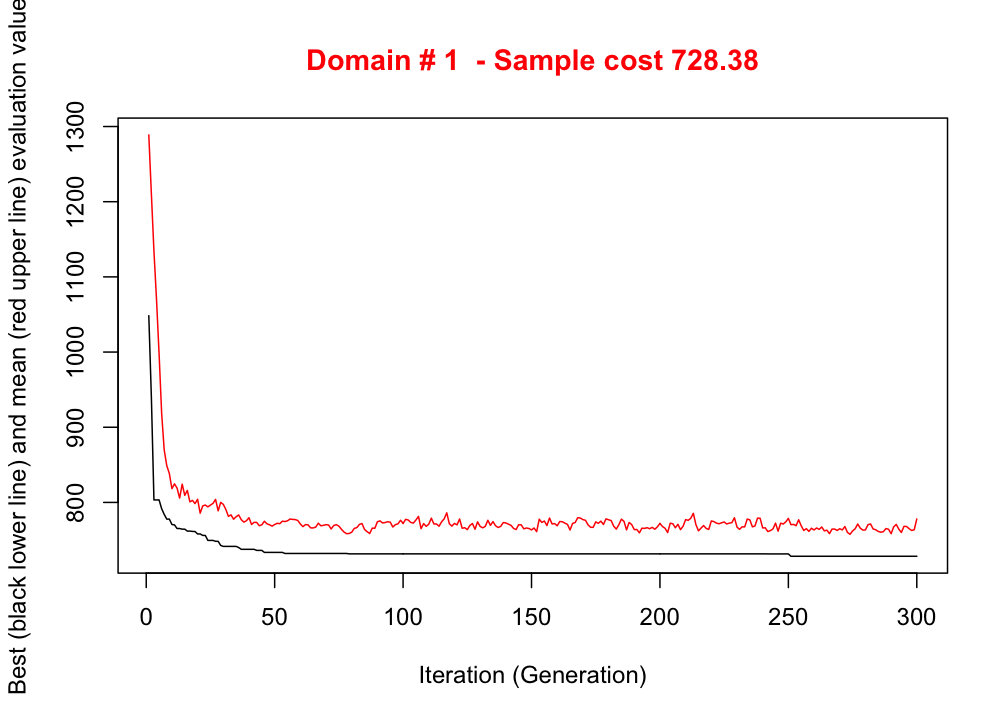 Domain # 1 - Sample cost 728.38
Best (black lower line) and mean (red upper line) evaluation value
1300
1200
1100
1000
900
800
0 50 100 150 200 250 300
Iteration (Generation)